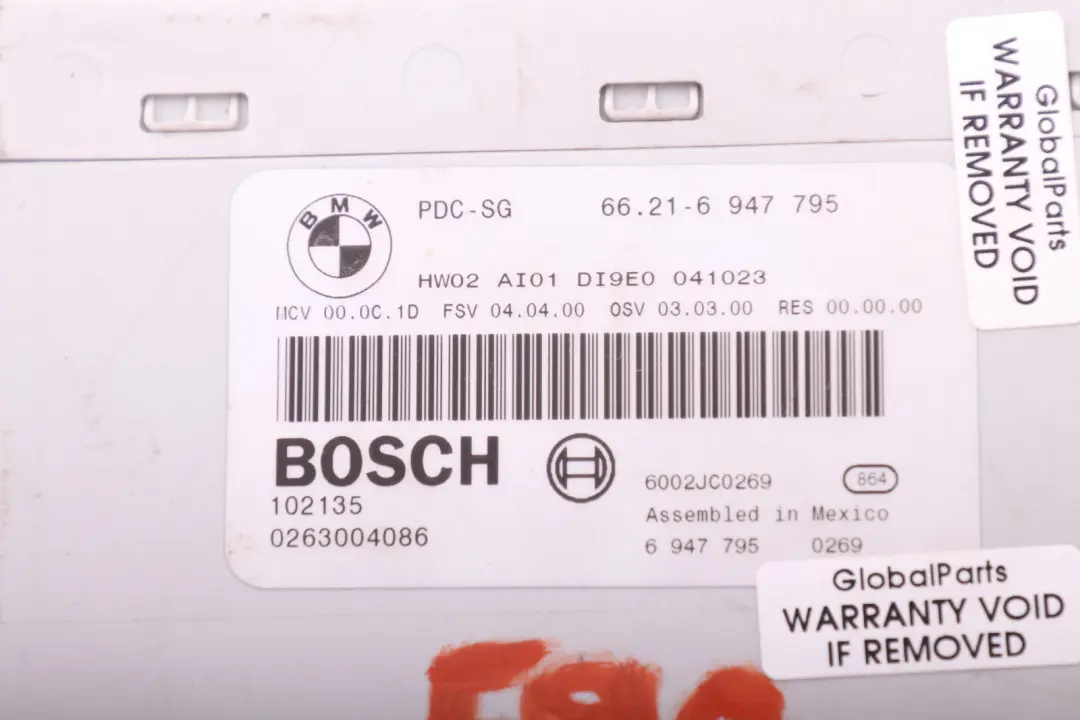 BMW
PDC-SG 66.21-6 947 795
HW02 AI01 DI9E0 041023
MCV 00.0C.1D FSV 04.04.00 OSV 03.03.00 RES 00.00.00
BOSCH
102135
0263004086
6002JC0269 864
Assembled in Mexico
6 947 795 0269
GlobalParts
WARRANTY VOID
IF REMOVED
GlobalParts
WARRANTY VOID
IF REMOVED